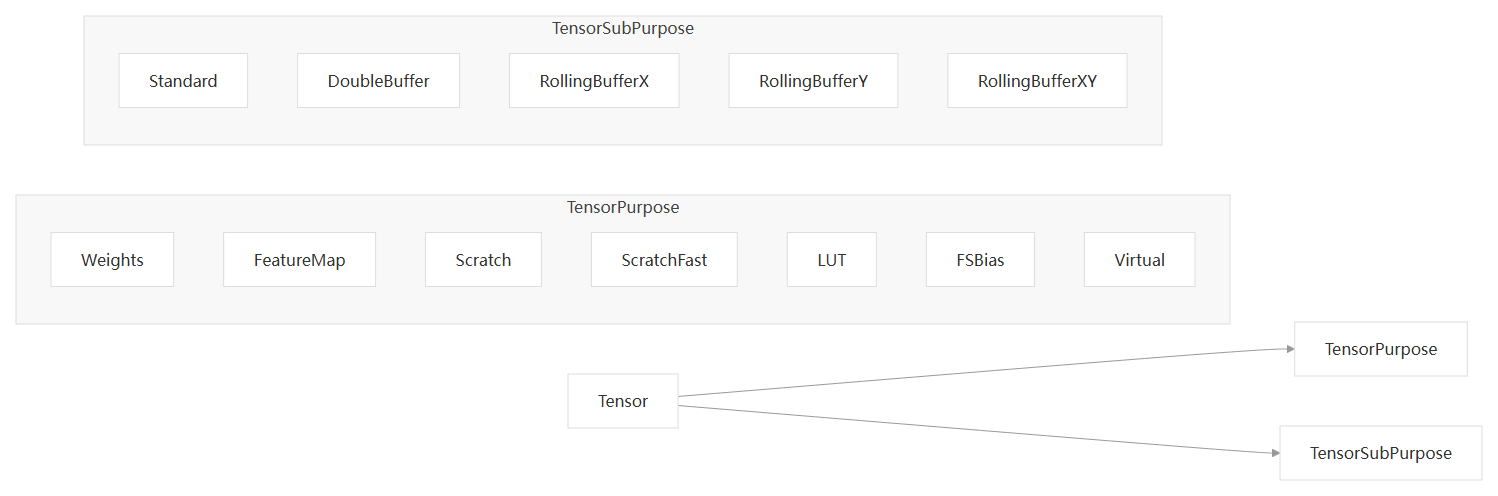 TensorSubPurpose
Standard DoubleBuffer RollingBufferX RollingBufferY RollingBufferXY
TensorPurpose
Weights FeatureMap Scratch ScratchFast LUT FSBias Virtual
TensorPurpose
Tensor
TensorSubPurpose